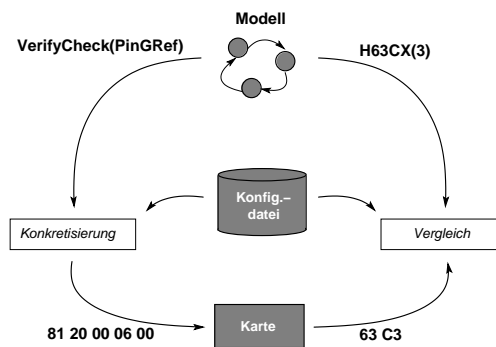 Modell
VerifyCheck(PinGRef)
H63CX(3)
Konfig.–
datei
Konkretisierung
Vergleich
81 20 00 06 00
Karte
63 C3